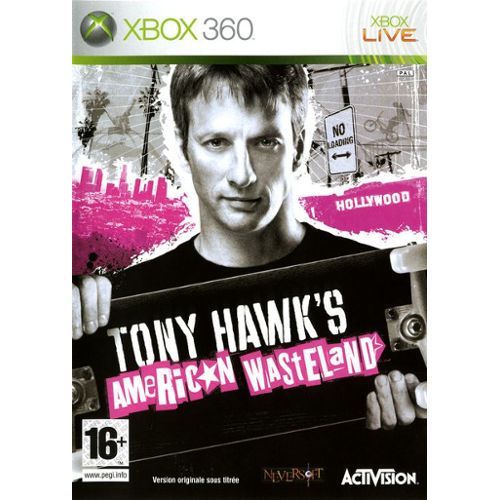 XBOX 360
XBOX
LIVE
PAL
NO
LOADING
HOLLYWOOD
TONY HAWK'S
AMeRICAN WASTeLaND
16+
www.pegi.info
Version originale sous titrée
NEVERSOFT
ACTIVISION